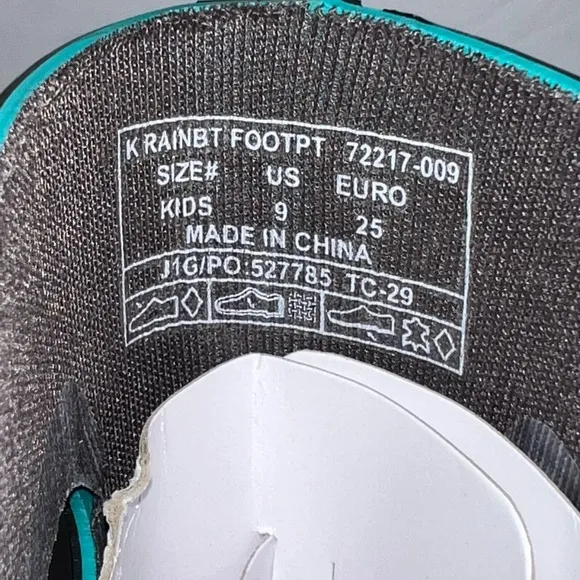 K RAINBT FOOTPT 72217-009
SIZE# US EURO
KIDS 9 25
MADE IN CHINA
J1G/PO:527785 TC-29